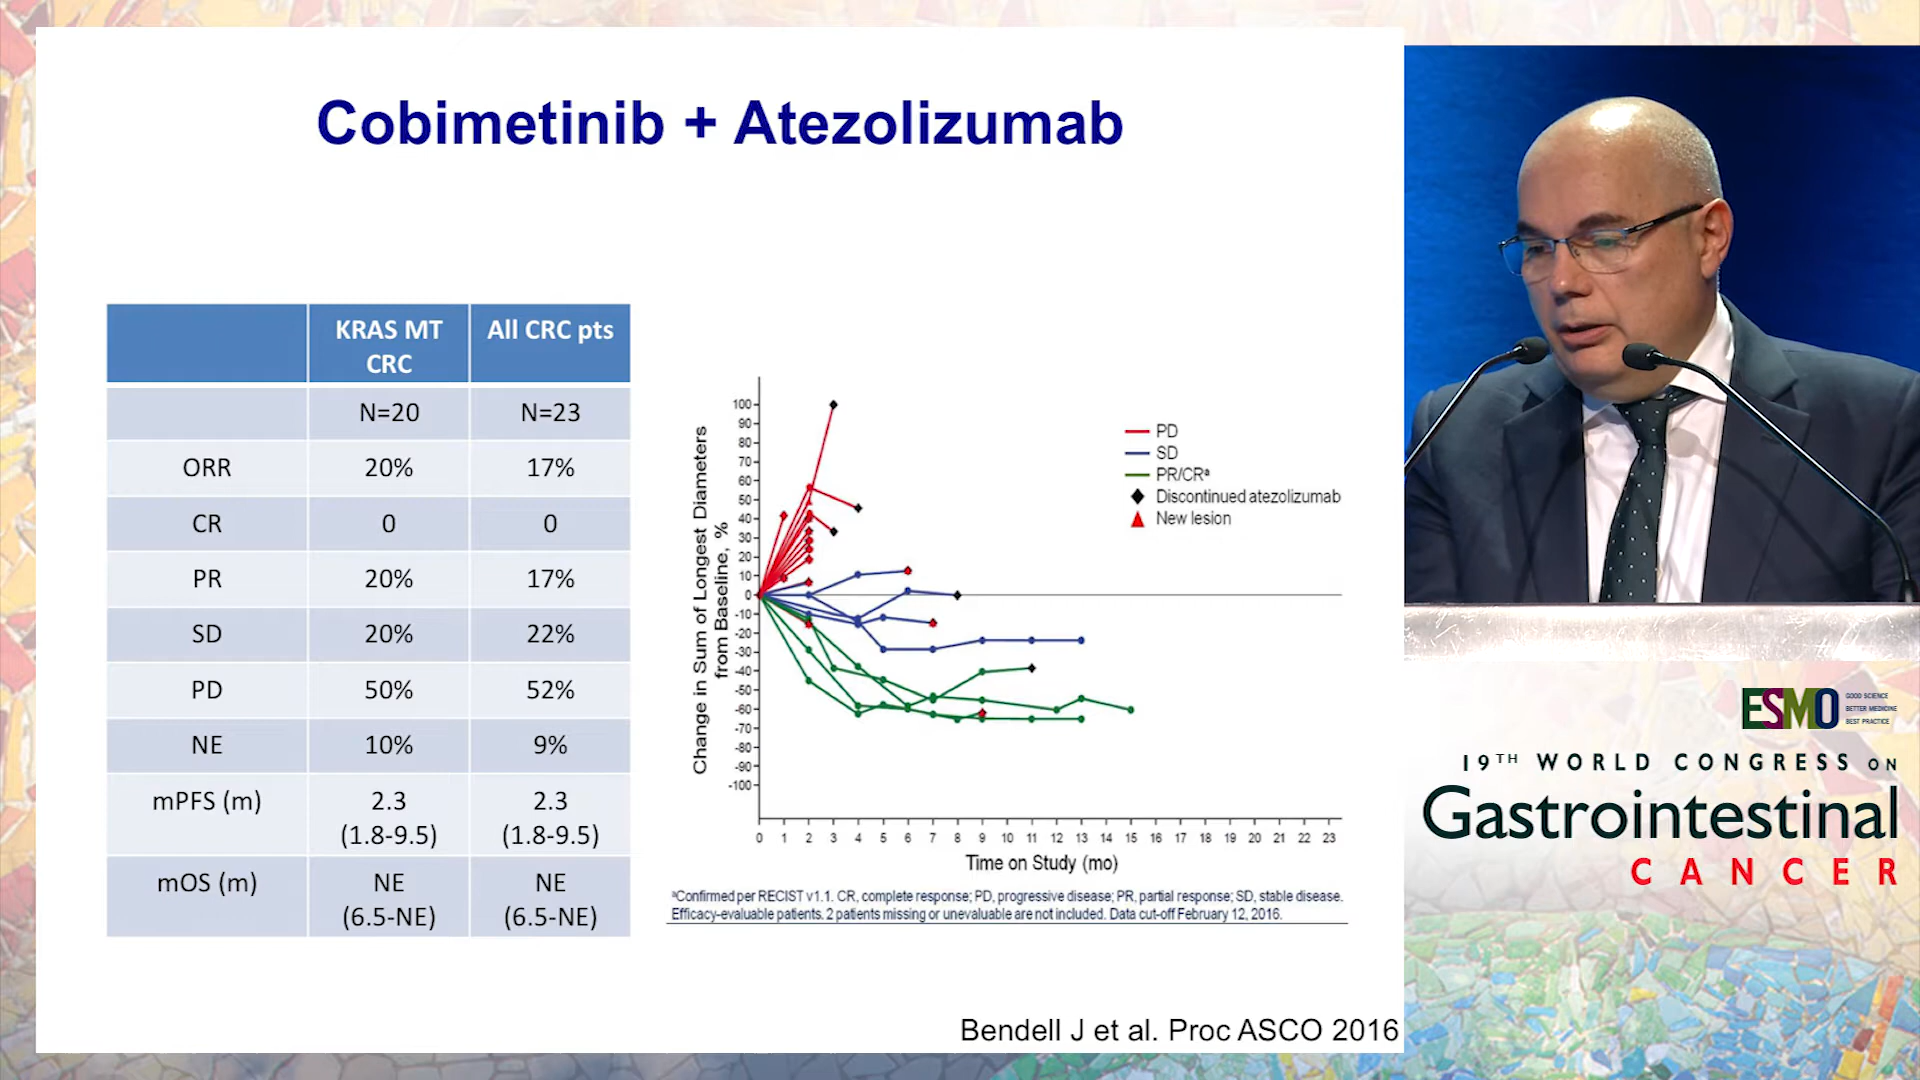 Cobimetinib + Atezolizumab
KRAS MT CRC All CRC pts
N=20 N=23
ORR 20% 17%
CR 0 0
PR 20% 17%
SD 20% 22%
PD 50% 52%
NE 10% 9%
mPFS (m) 2.3 (1.8-9.5) 2.3 (1.8-9.5)
mOS (m) NE (6.5-NE) NE (6.5-NE)
Change in Sum of Longest Diameters
from Baseline, %
100
90
80
70
60
50
40
30
20
10
0
-10
-20
-30
-40
-50
-60
-70
-80
-90
-100
PD
SD
PR/CRᵃ
Discontinued atezolizumab
New lesion
0 1 2 3 4 5 6 7 8 9 10 11 12 13 14 15 16 17 18 19 20 21 22 23
Time on Study (mo)
ᵃConfirmed per RECIST v1.1. CR, complete response; PD, progressive disease; PR, partial response; SD, stable disease.
Efficacy-evaluable patients. 2 patients missing or unevaluable are not included. Data cut-off February 12, 2016.
Bendell J et al. Proc ASCO 2016
ESMO
GOOD SCIENCE
BETTER MEDICINE
BEST PRACTICE
19TH WORLD CONGRESS ON
Gastrointestinal
CANCER